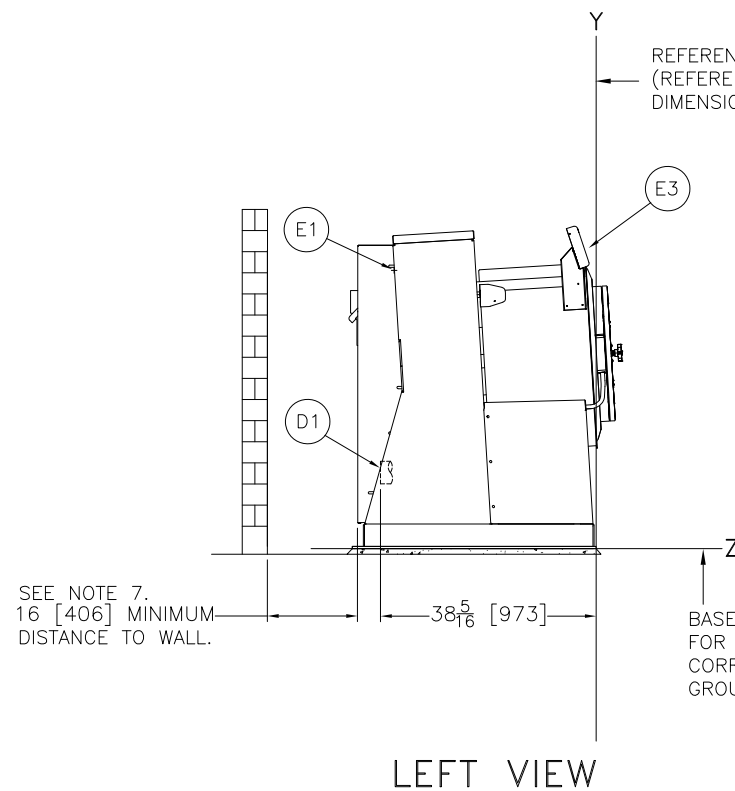 Y
REFEREN
(REFERE
DIMENSIO
E3
E1
D1
Z
SEE NOTE 7.
16 [406] MINIMUM
DISTANCE TO WALL.
38 5/16 [973]
BASE
FOR
CORR
GROU
LEFT VIEW